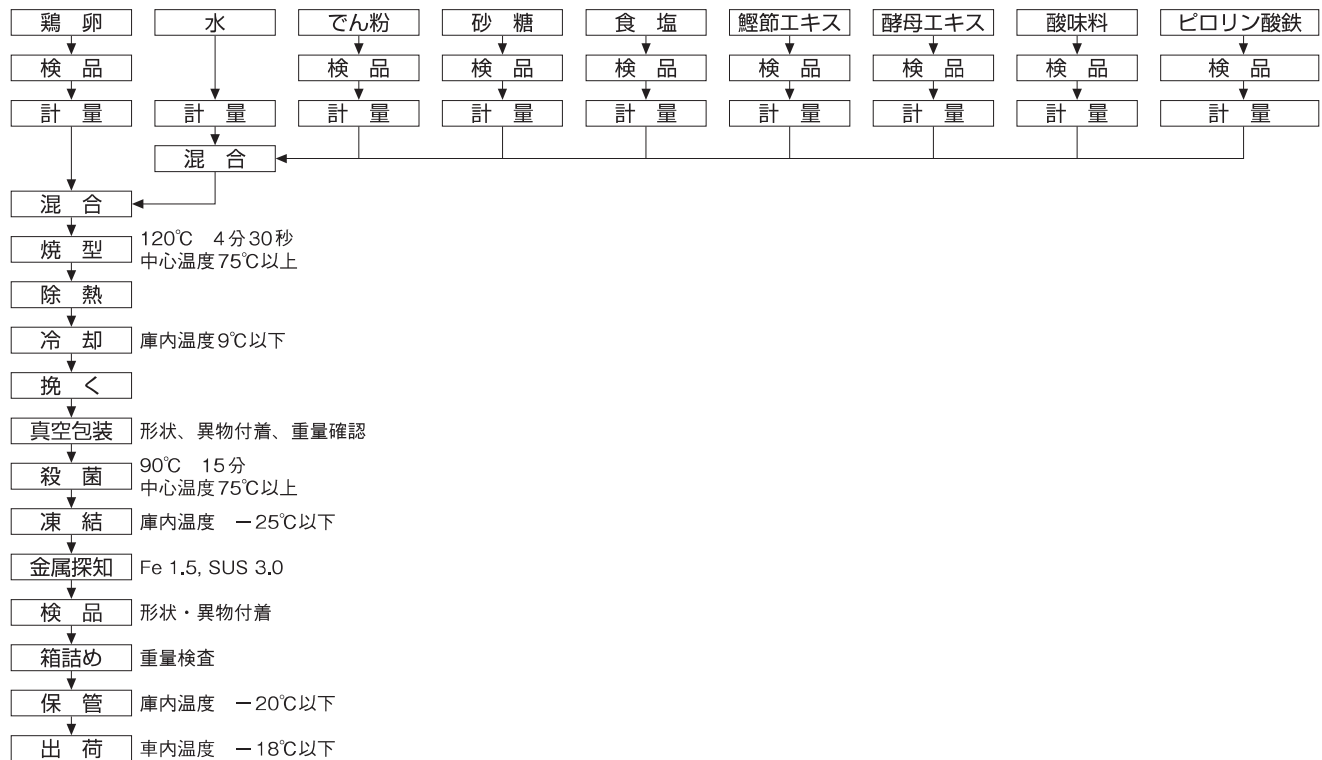 鶏 卵 水 でん粉 砂 糖 食 塩 鰹節エキス 酵母エキス 酸味料 ピロリン酸鉄
検 品 検 品 検 品 検 品 検 品 検 品 検 品 検 品
計 量 計 量 計 量 計 量 計 量 計 量 計 量 計 量 計 量
混 合
混 合
焼 型 120℃ 4分30秒
中心温度75℃以上
除 熱
冷 却 庫内温度9℃以下
挽 く
真空包装 形状、異物付着、重量確認
殺 菌 90℃ 15分
中心温度75℃以上
凍 結 庫内温度 －25℃以下
金属探知 Fe 1.5, SUS 3.0
検 品 形状・異物付着
箱詰め 重量検査
保 管 庫内温度 －20℃以下
出 荷 車内温度 －18℃以下